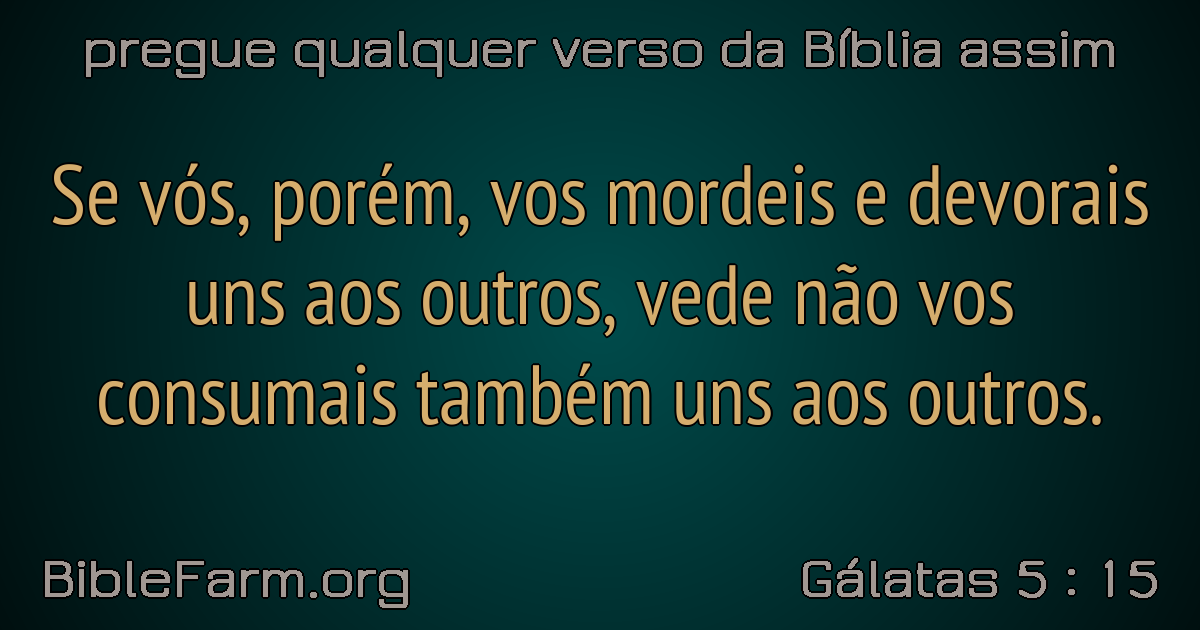 pregue qualquer verso da Bíblia assim
Se vós, porém, vos mordeis e devorais
uns aos outros, vede não vos
consumais também uns aos outros.
BibleFarm.org
Gálatas 5 : 15